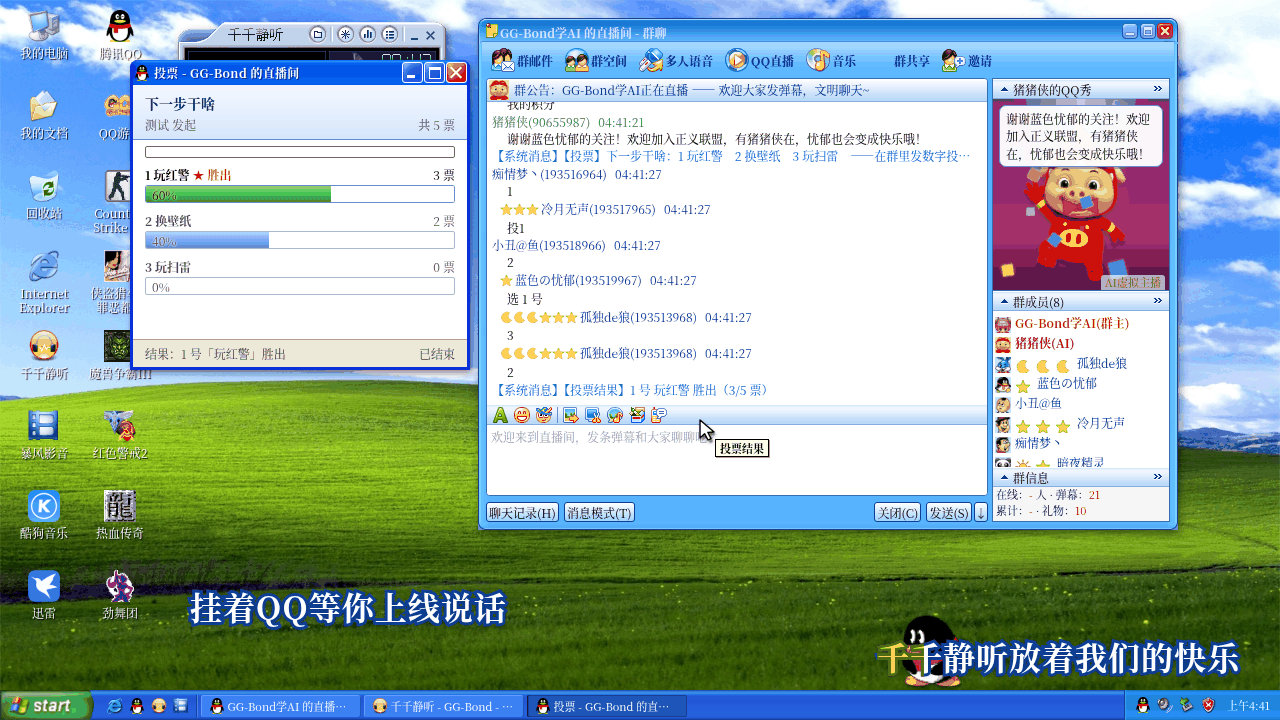 我的电脑
腾讯QQ
我的文档
回收站
Internet Explorer
千千静听
暴风影音
红色警戒2
酷狗音乐
热血传奇
迅雷
劲舞团
千千静听
投票 - GG-Bond 的直播间
下一步干啥
测试 发起
共 5 票
1 玩红警 ★ 胜出
3 票
60%
2 换壁纸
2 票
40%
3 玩扫雷
0 票
0%
结果：1 号「玩红警」胜出
已结束
GG-Bond学AI 的直播间 - 群聊
群邮件
群空间
多人语音
QQ直播
音乐
群共享
邀请
群公告：GG-Bond学AI正在直播 —— 欢迎大家发弹幕，文明聊天~
我的积分
猪猪侠(90655987) 04:41:21
谢谢蓝色忧郁的关注！欢迎加入正义联盟，有猪猪侠在，忧郁也会变成快乐哦！
【系统消息】【投票】下一步干啥：1 玩红警 2 换壁纸 3 玩扫雷 ——在群里发数字投…
痴情梦丶(193516964) 04:41:27
1
冷月无声(193517965) 04:41:27
投1
小丑@鱼(193518966) 04:41:27
2
蓝色の忧郁(193519967) 04:41:27
选 1 号
孤独de狼(193513968) 04:41:27
3
孤独de狼(193513968) 04:41:27
2
【系统消息】【投票结果】1 号 玩红警 胜出（3/5 票）
欢迎来到直播间，发条弹幕和大家聊聊
投票结果
聊天记录(H)
消息模式(T)
关闭(C)
发送(S)
↓
猪猪侠的QQ秀
谢谢蓝色忧郁的关注！欢迎
加入正义联盟，有猪猪侠
在，忧郁也会变成快乐哦！
AI虚拟主播
群成员(8)
GG-Bond学AI(群主)
猪猪侠(AI)
孤独de狼
蓝色の忧郁
小丑@鱼
冷月无声
痴情梦丶
暗夜精灵
群信息
在线：- 人 · 弹幕：21
累计：- · 礼物：10
挂着QQ等你上线说话
千千静听放着我们的快乐
start
GG-Bond学AI 的直播…
千千静听 - GG-Bond - …
投票 - GG-Bond 的直…
上午4:41